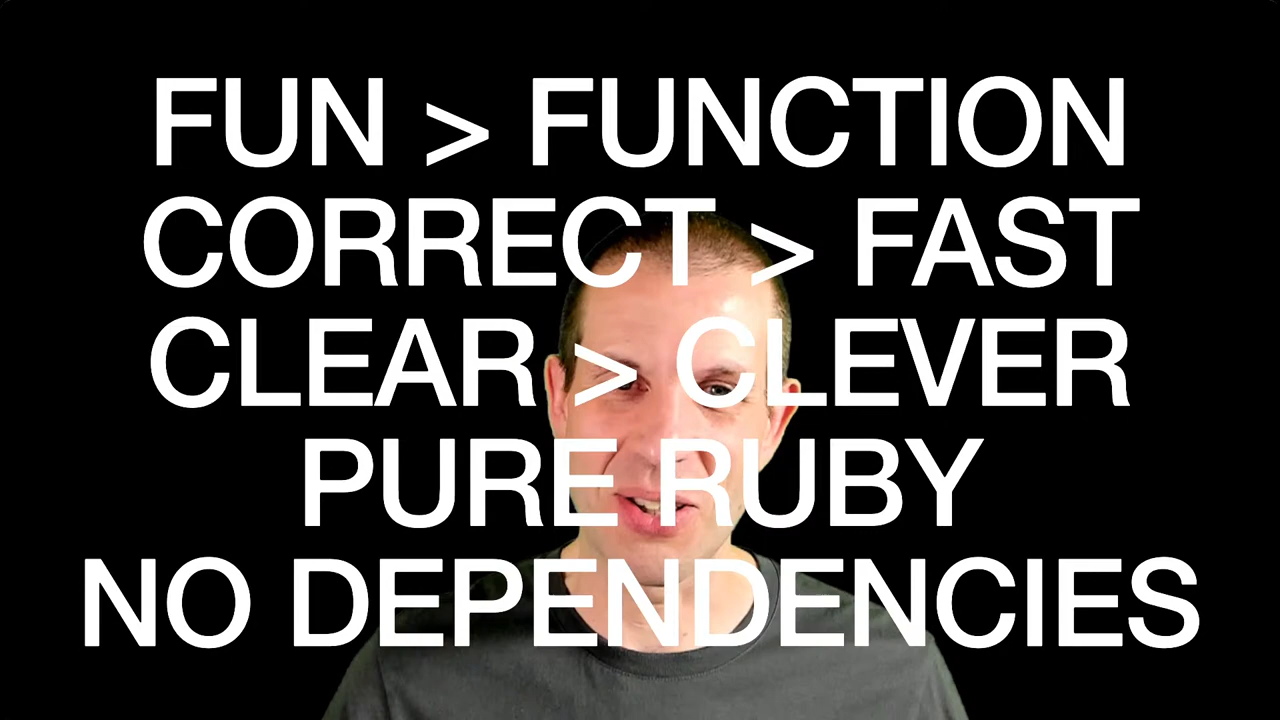 FUN > FUNCTION
CORRECT > FAST
CLEAR > CLEVER
PURE RUBY
NO DEPENDENCIES